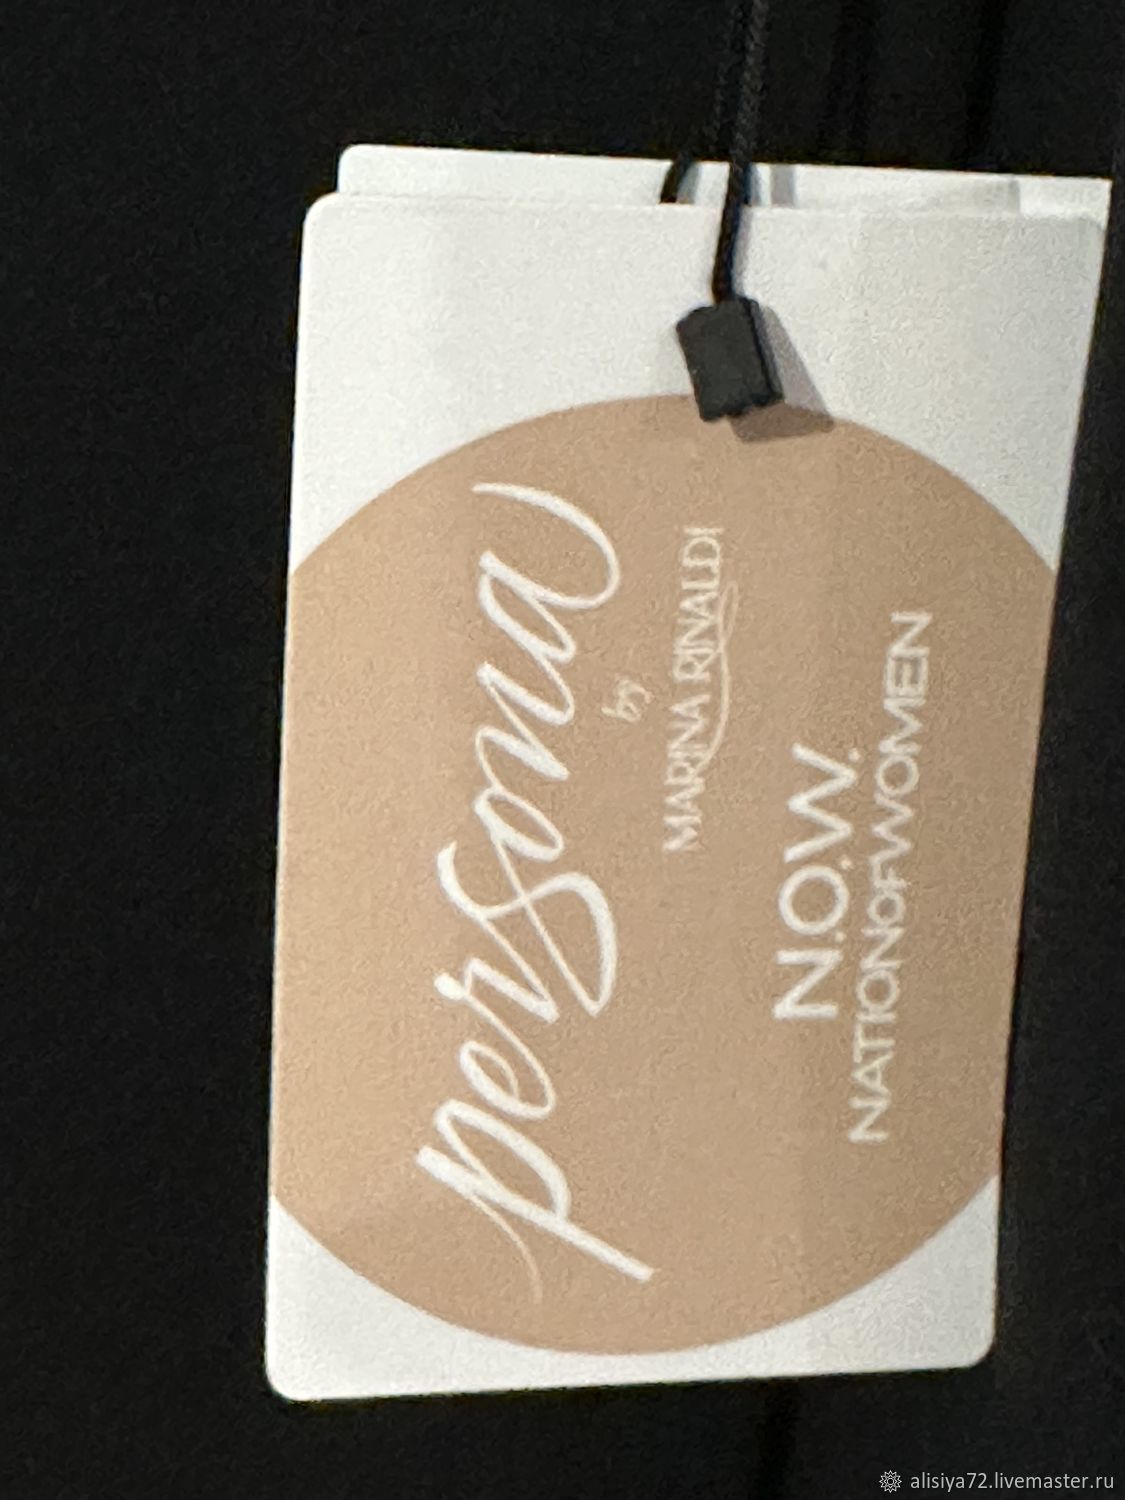 persona
by
MARINA RINALDI
N.O.W.
NATIONOFWOMEN
alisiya72.livemaster.ru